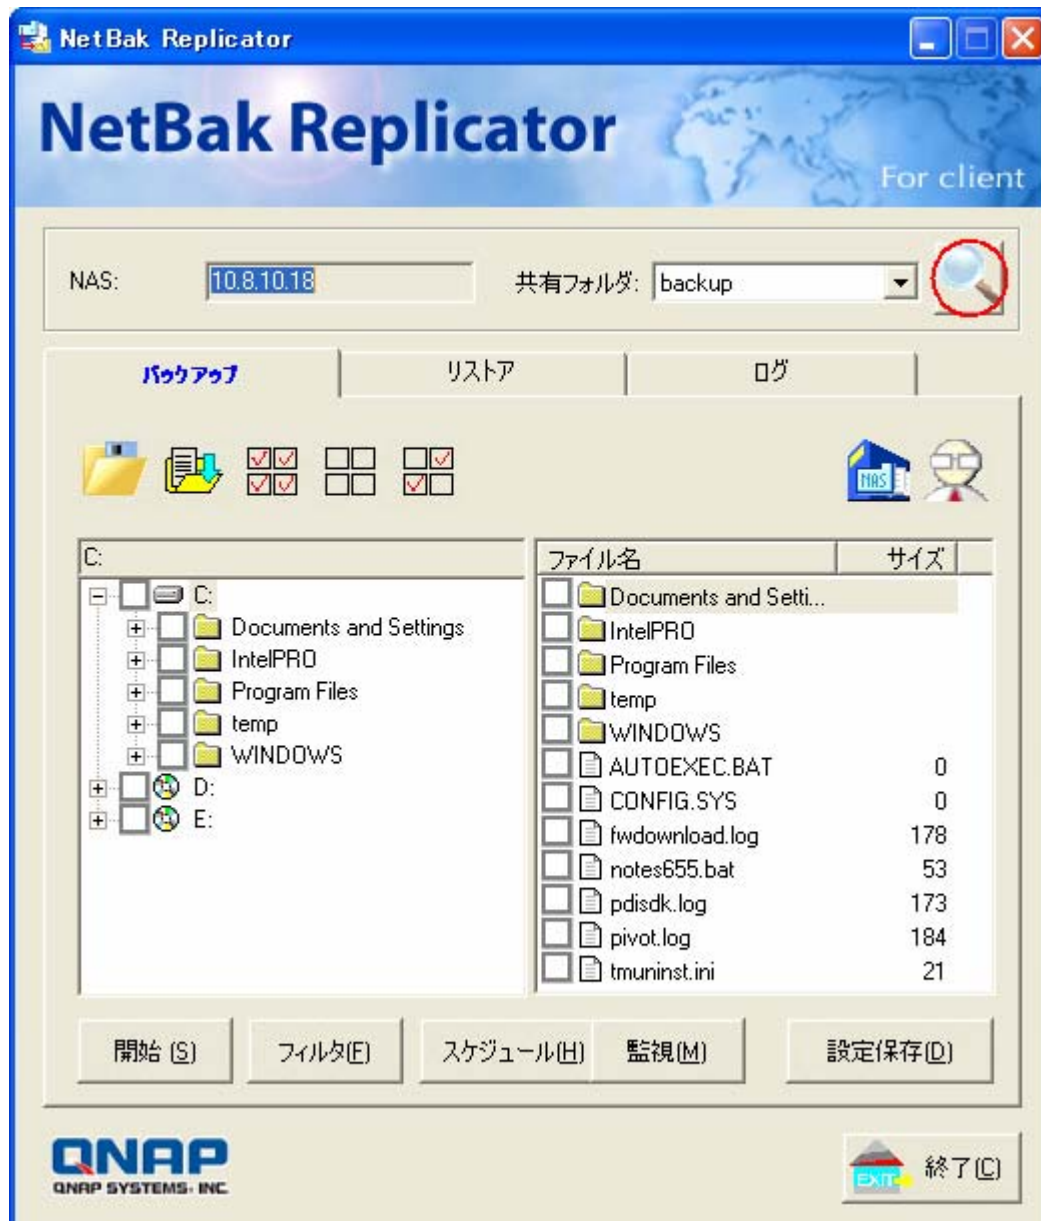 NetBak Replicator
NetBak Replicator
For client
NAS: 10.8.10.18 共有フォルダ: backup
バックアップ リストア ログ
NAS
C:
C:
Documents and Settings
IntelPRO
Program Files
temp
WINDOWS
D:
E:
ファイル名 サイズ
Documents and Setti...
IntelPRO
Program Files
temp
WINDOWS
AUTOEXEC.BAT 0
CONFIG.SYS 0
fwdownload.log 178
notes655.bat 53
pdisdk.log 173
pivot.log 184
tmuninst.ini 21
開始 (S) フィルタ(F) スケジュール(H) 監視(M) 設定保存(D)
QNAP
QNAP SYSTEMS, INC
EXIT 終了(C)